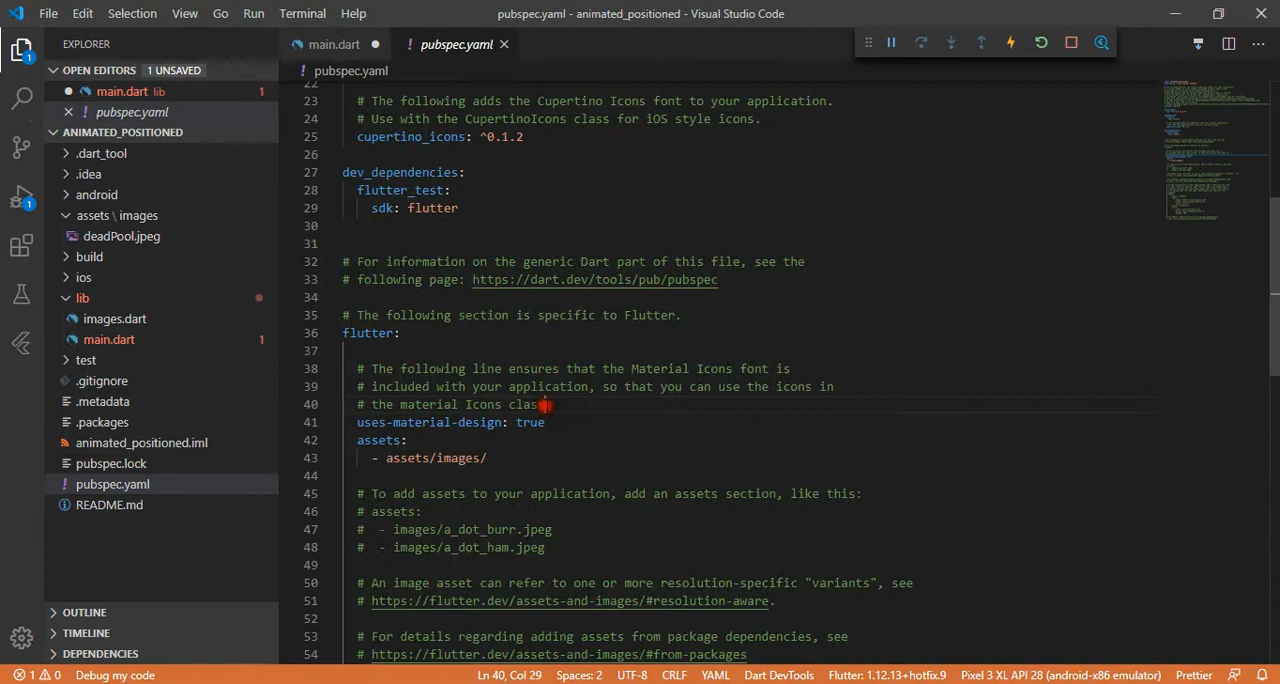 File Edit Selection View Go Run Terminal Help
pubspec.yaml - animated_positioned - Visual Studio Code
EXPLORER
OPEN EDITORS 1 UNSAVED
main.dart lib 1
pubspec.yaml
ANIMATED_POSITIONED
.dart_tool
.idea
android
assets \ images
deadPool.jpeg
build
ios
lib
images.dart
main.dart 1
test
.gitignore
.metadata
.packages
animated_positioned.iml
pubspec.lock
pubspec.yaml
README.md
OUTLINE
TIMELINE
DEPENDENCIES
1
1
main.dart
pubspec.yaml
pubspec.yaml
22
23 # The following adds the Cupertino Icons font to your application.
24 # Use with the CupertinoIcons class for iOS style icons.
25 cupertino_icons: ^0.1.2
26
27 dev_dependencies:
28 flutter_test:
29 sdk: flutter
30
31
32 # For information on the generic Dart part of this file, see the
33 # following page: https://dart.dev/tools/pub/pubspec
34
35 # The following section is specific to Flutter.
36 flutter:
37
38 # The following line ensures that the Material Icons font is
39 # included with your application, so that you can use the icons in
40 # the material Icons clas
41 uses-material-design: true
42 assets:
43 - assets/images/
44
45 # To add assets to your application, add an assets section, like this:
46 # assets:
47 # - images/a_dot_burr.jpeg
48 # - images/a_dot_ham.jpeg
49
50 # An image asset can refer to one or more resolution-specific "variants", see
51 # https://flutter.dev/assets-and-images/#resolution-aware.
52
53 # For details regarding adding assets from package dependencies, see
54 # https://flutter.dev/assets-and-images/#from-packages
1 0 Debug my code
Ln 40, Col 29 Spaces: 2 UTF-8 CRLF YAML Dart DevTools Flutter: 1.12.13+hotfix.9 Pixel 3 XL API 28 (android-x86 emulator) Prettier